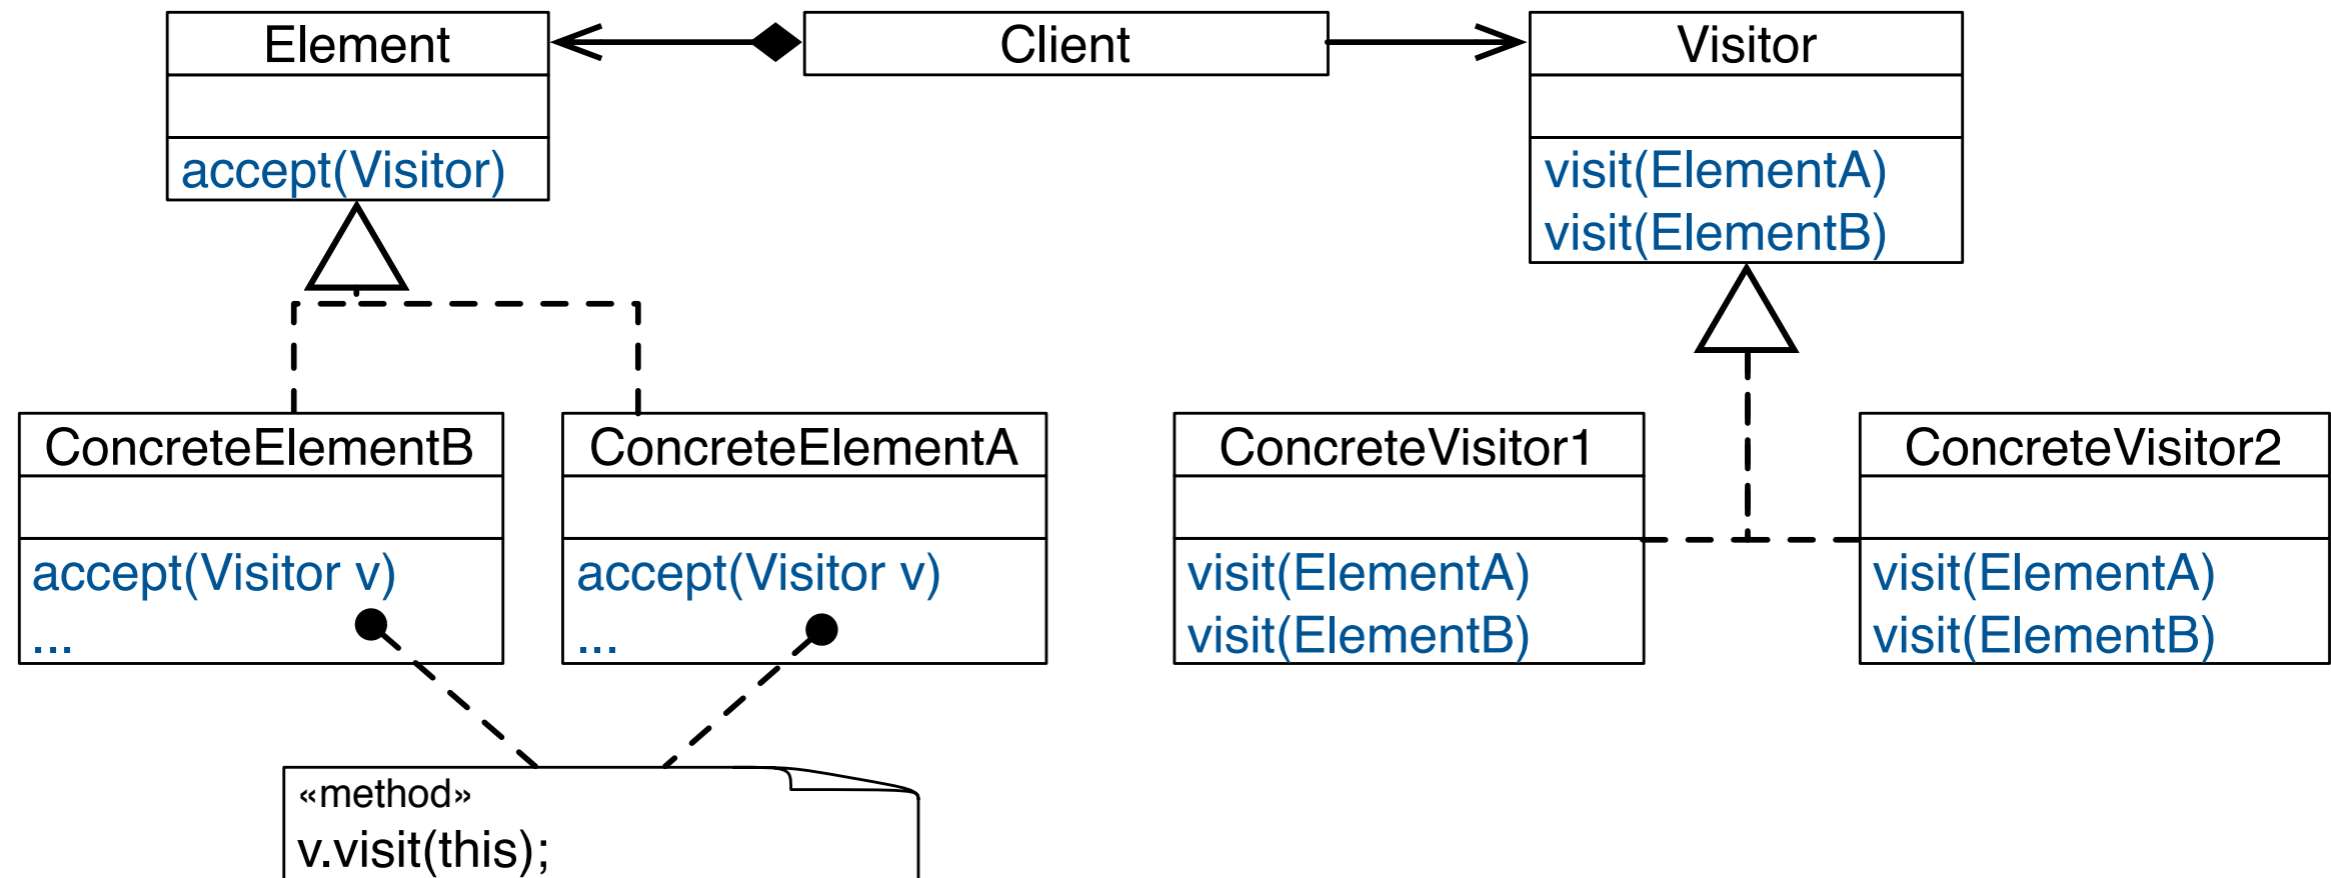 Element
Client
Visitor
accept(Visitor)
visit(ElementA)
visit(ElementB)
ConcreteElementB
ConcreteElementA
ConcreteVisitor1
ConcreteVisitor2
accept(Visitor v)
...
accept(Visitor v)
...
visit(ElementA)
visit(ElementB)
visit(ElementA)
visit(ElementB)
«method»
v.visit(this);